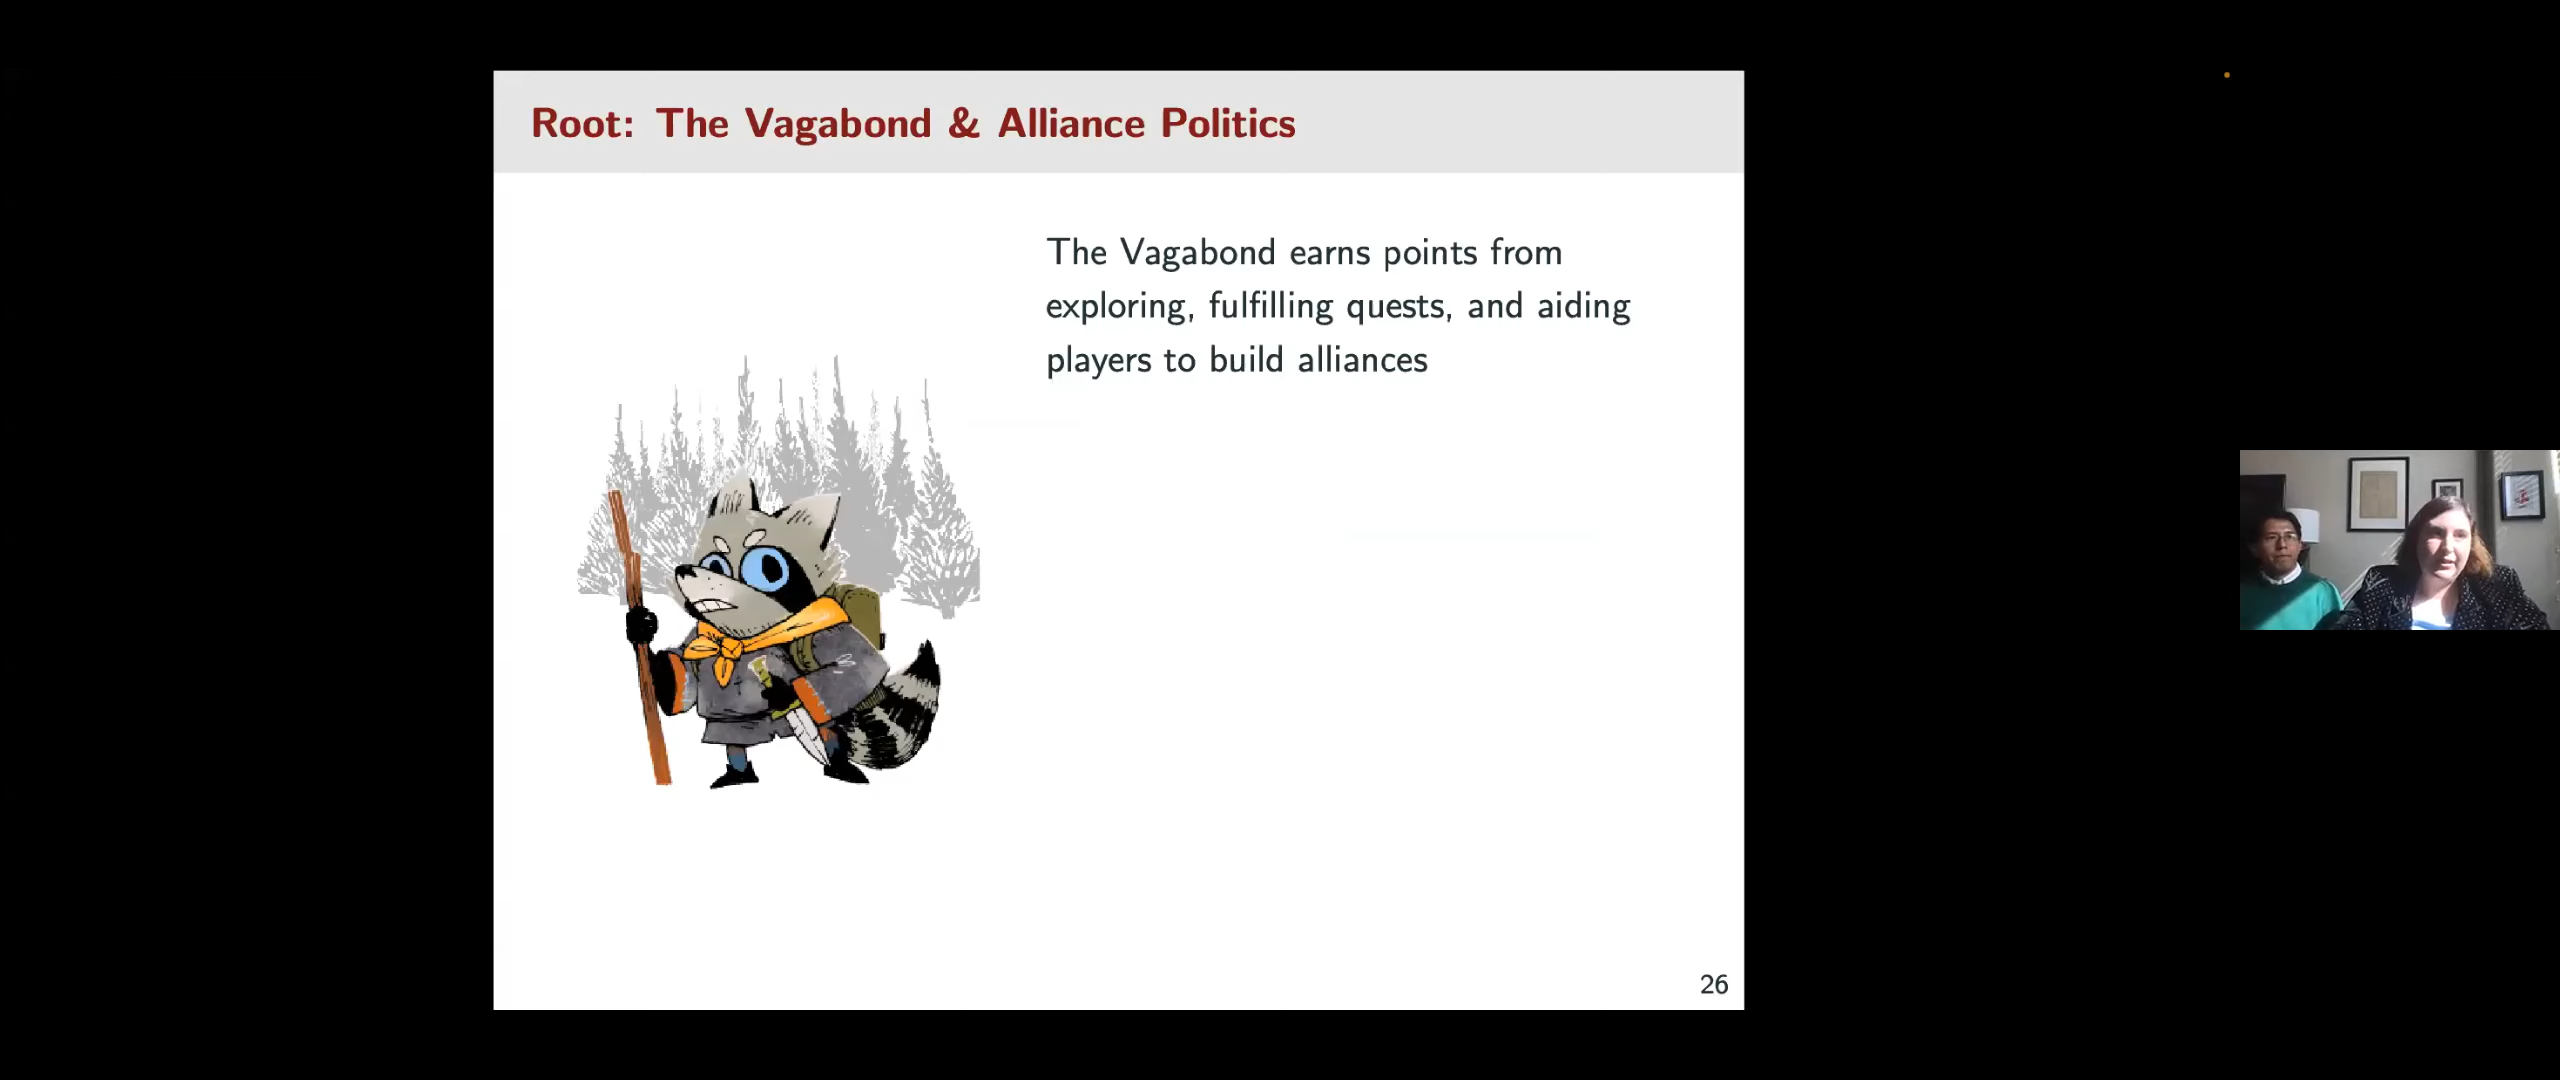 Root: The Vagabond & Alliance Politics
The Vagabond earns points from
exploring, fulfilling quests, and aiding
players to build alliances
26